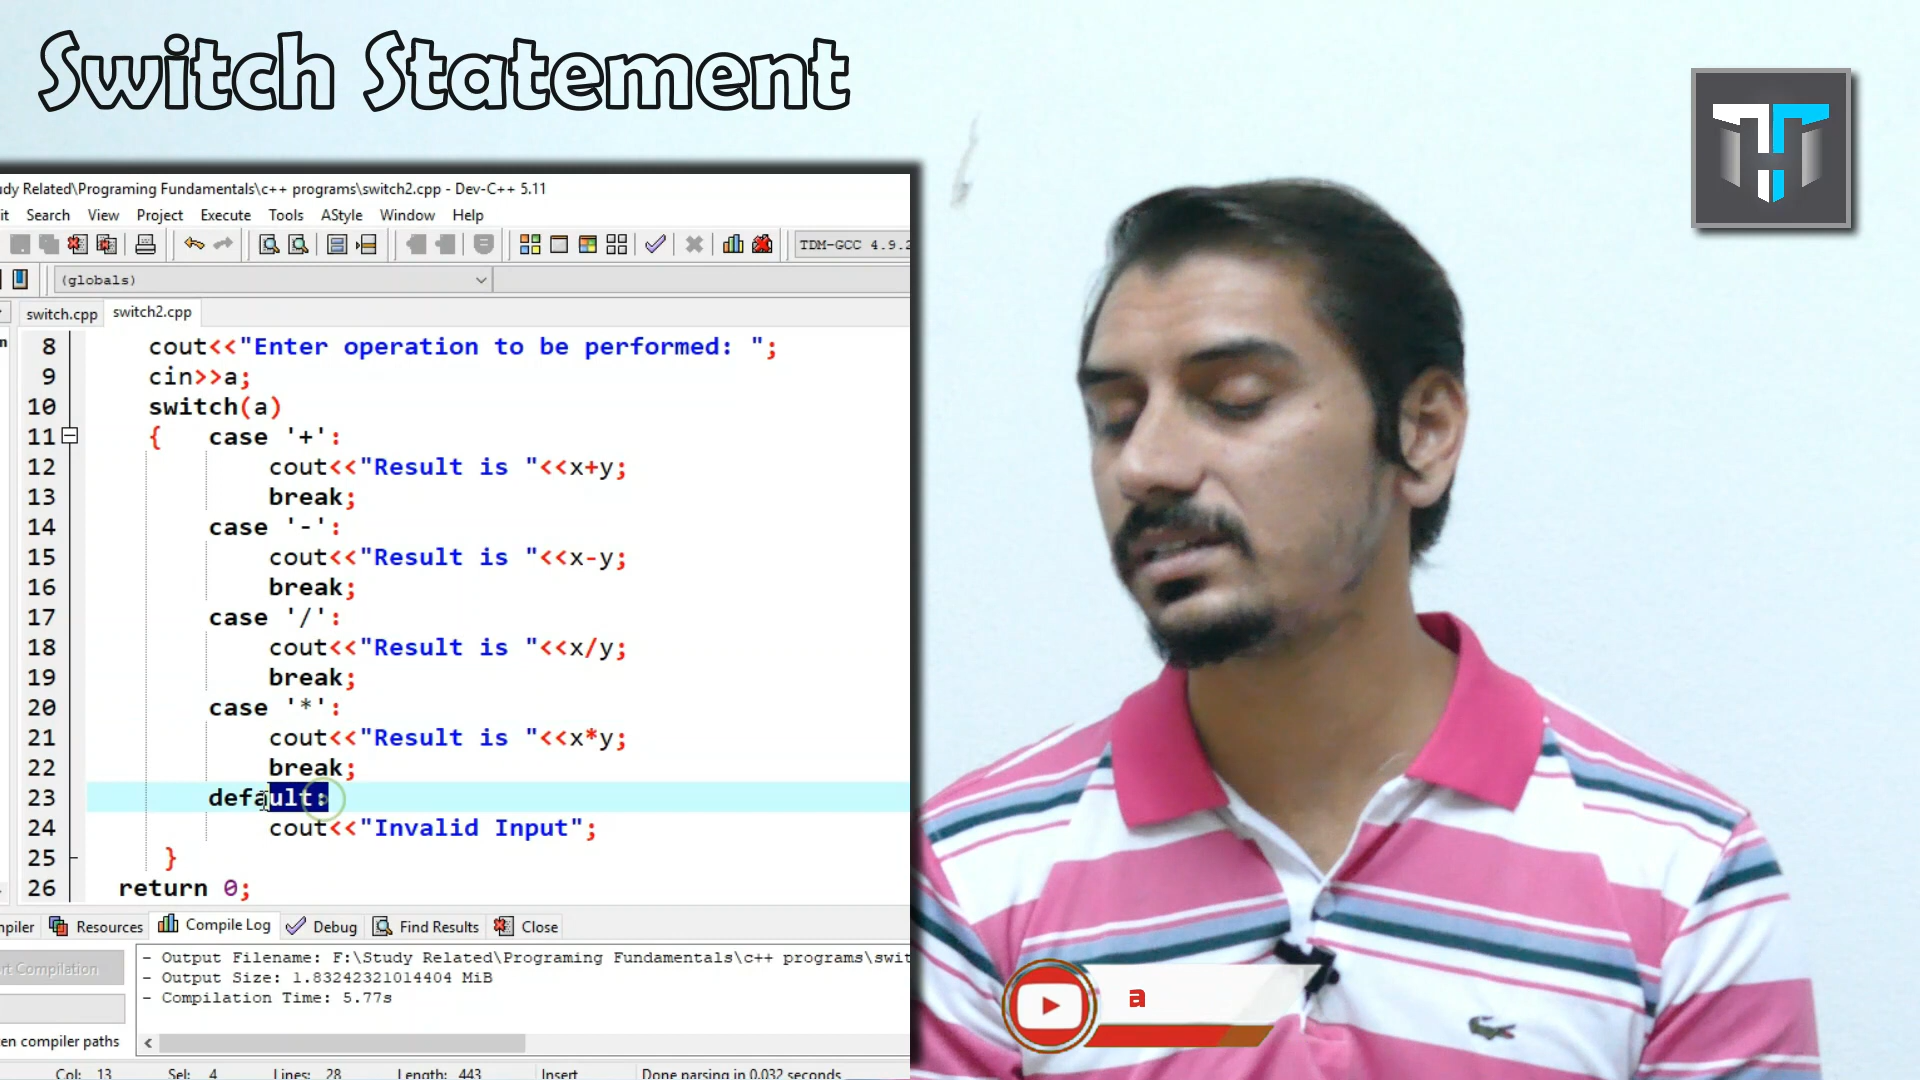 Switch Statement
dy Related\Programing Fundamentals\c++ programs\switch2.cpp - Dev-C++ 5.11
it Search View Project Execute Tools AStyle Window Help
TDM-GCC 4.9.2
(globals)
switch.cpp switch2.cpp
8 cout<<"Enter operation to be performed: ";
9 cin>>a;
10 switch(a)
11 { case '+':
12 cout<<"Result is "<<x+y;
13 break;
14 case '-':
15 cout<<"Result is "<<x-y;
16 break;
17 case '/':
18 cout<<"Result is "<<x/y;
19 break;
20 case '*':
21 cout<<"Result is "<<x*y;
22 break;
23 default:
24 cout<<"Invalid Input";
25 }
26 return 0;
mpiler Resources Compile Log Debug Find Results Close
rt Compilation
- Output Filename: F:\Study Related\Programing Fundamentals\c++ programs\swit
- Output Size: 1.83242321014404 MiB
- Compilation Time: 5.77s
en compiler paths
Col: 13 Sel: 4 Lines: 28 Length: 443 Insert Done parsing in 0.032 seconds
a